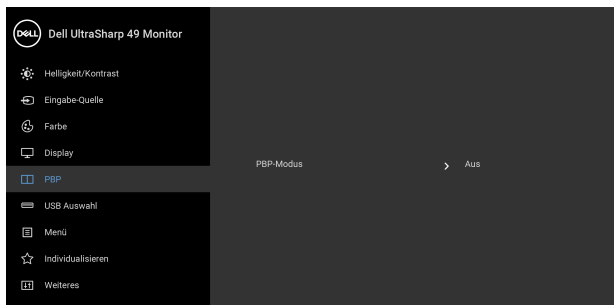 DELL Dell UltraSharp 49 Monitor
Helligkeit/Kontrast
Eingabe-Quelle
Farbe
Display
PBP-Modus Aus
PBP
USB Auswahl
Menü
Individualisieren
Weiteres